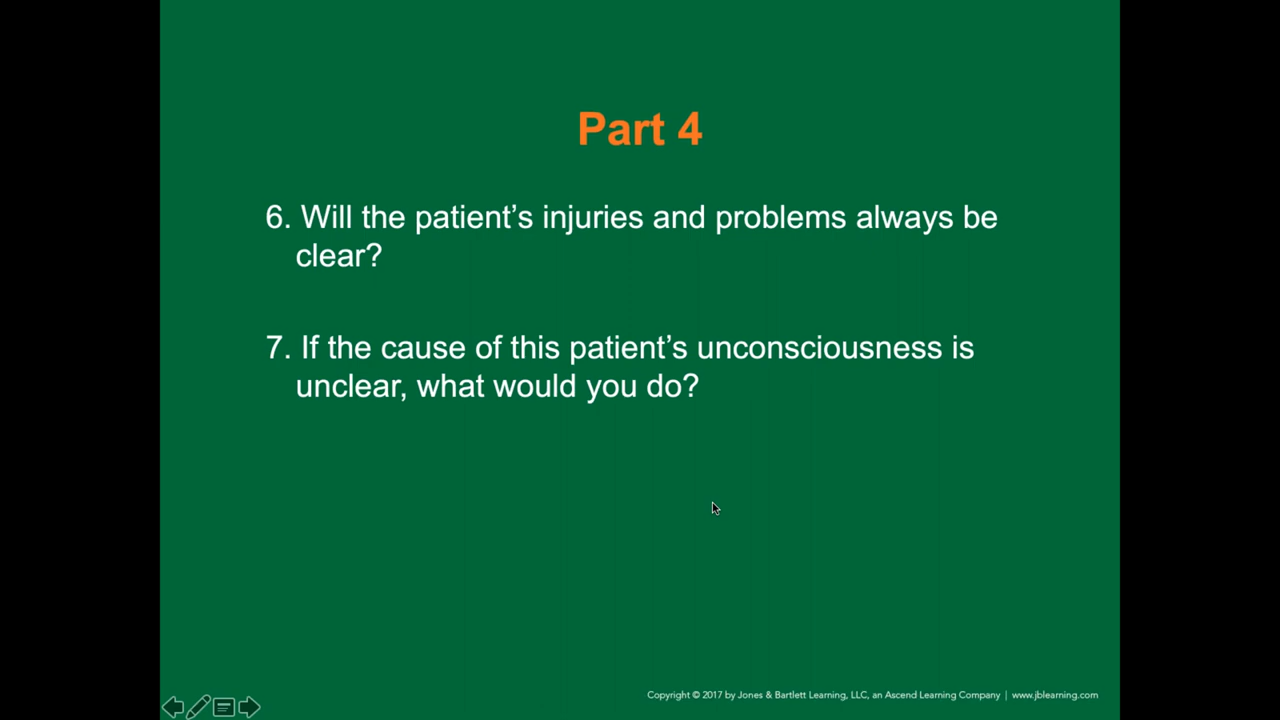 Part 4
6. Will the patient’s injuries and problems always be
clear?
7. If the cause of this patient’s unconsciousness is
unclear, what would you do?
Copyright © 2017 by Jones & Bartlett Learning, LLC, an Ascend Learning Company | www.jblearning.com